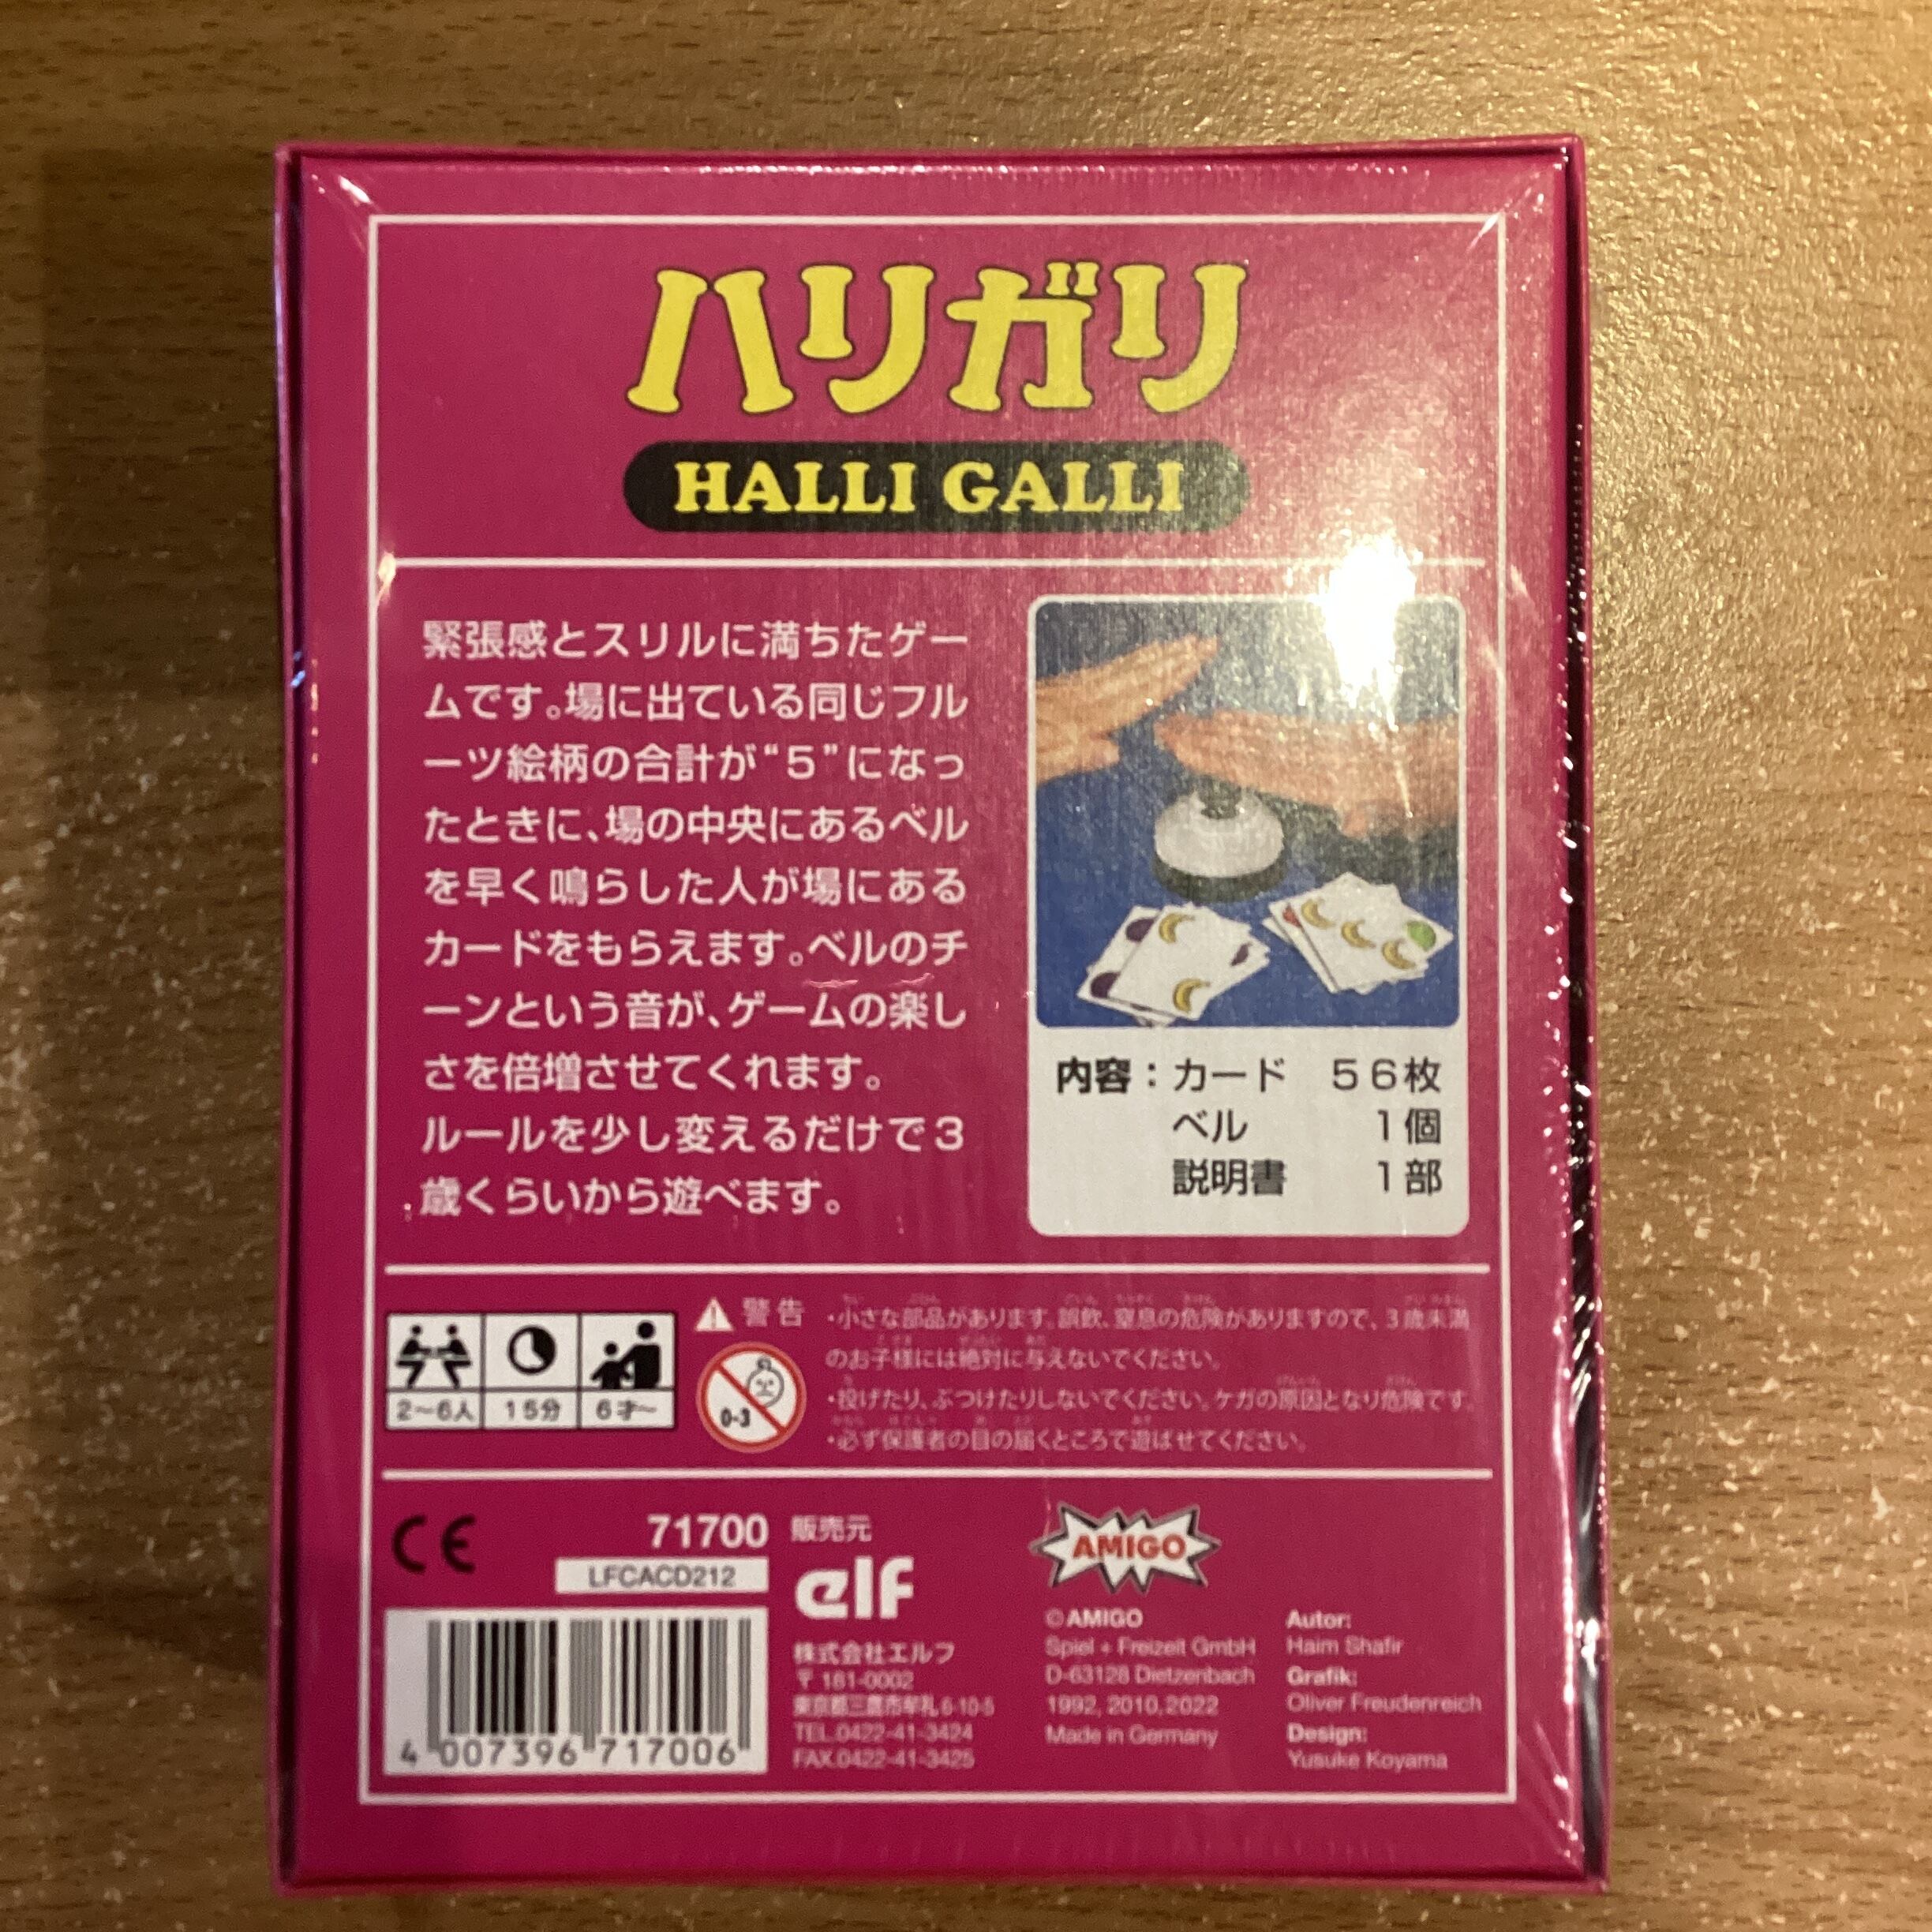 ハリガリ
HALLI GALLI
緊張感とスリルに満ちたゲー
ムです。場に出ている同じフル
ーツ絵柄の合計が“5”になっ
たときに、場の中央にあるベル
を早く鳴らした人が場にある
カードをもらえます。ベルのチ
ーンという音が、ゲームの楽し
さを倍増させてくれます。
ルールを少し変えるだけで3
歳くらいから遊べます。
内容：カード　56枚
ベル　1個
説明書　1部
2〜6人
15分
6才〜
警告
0-3
・小さな部品があります。誤飲、窒息の危険がありますので、3歳未満
のお子様には絶対に与えないでください。
・投げたり、ぶつけたりしないでください。ケガの原因となり危険です。
・必ず保護者の目の届くところで遊ばせてください。
CE
71700
LFCACD212
4 007396 717006
販売元
elf
株式会社エルフ
〒181-0002
東京都三鷹市牟礼6-10-5
TEL.0422-41-3424
FAX.0422-41-3425
AMIGO
©AMIGO
Spiel + Freizeit GmbH
D-63128 Dietzenbach
1992, 2010,2022
Made in Germany
Autor:
Haim Shafir
Grafik:
Oliver Freudenreich
Design:
Yusuke Koyama